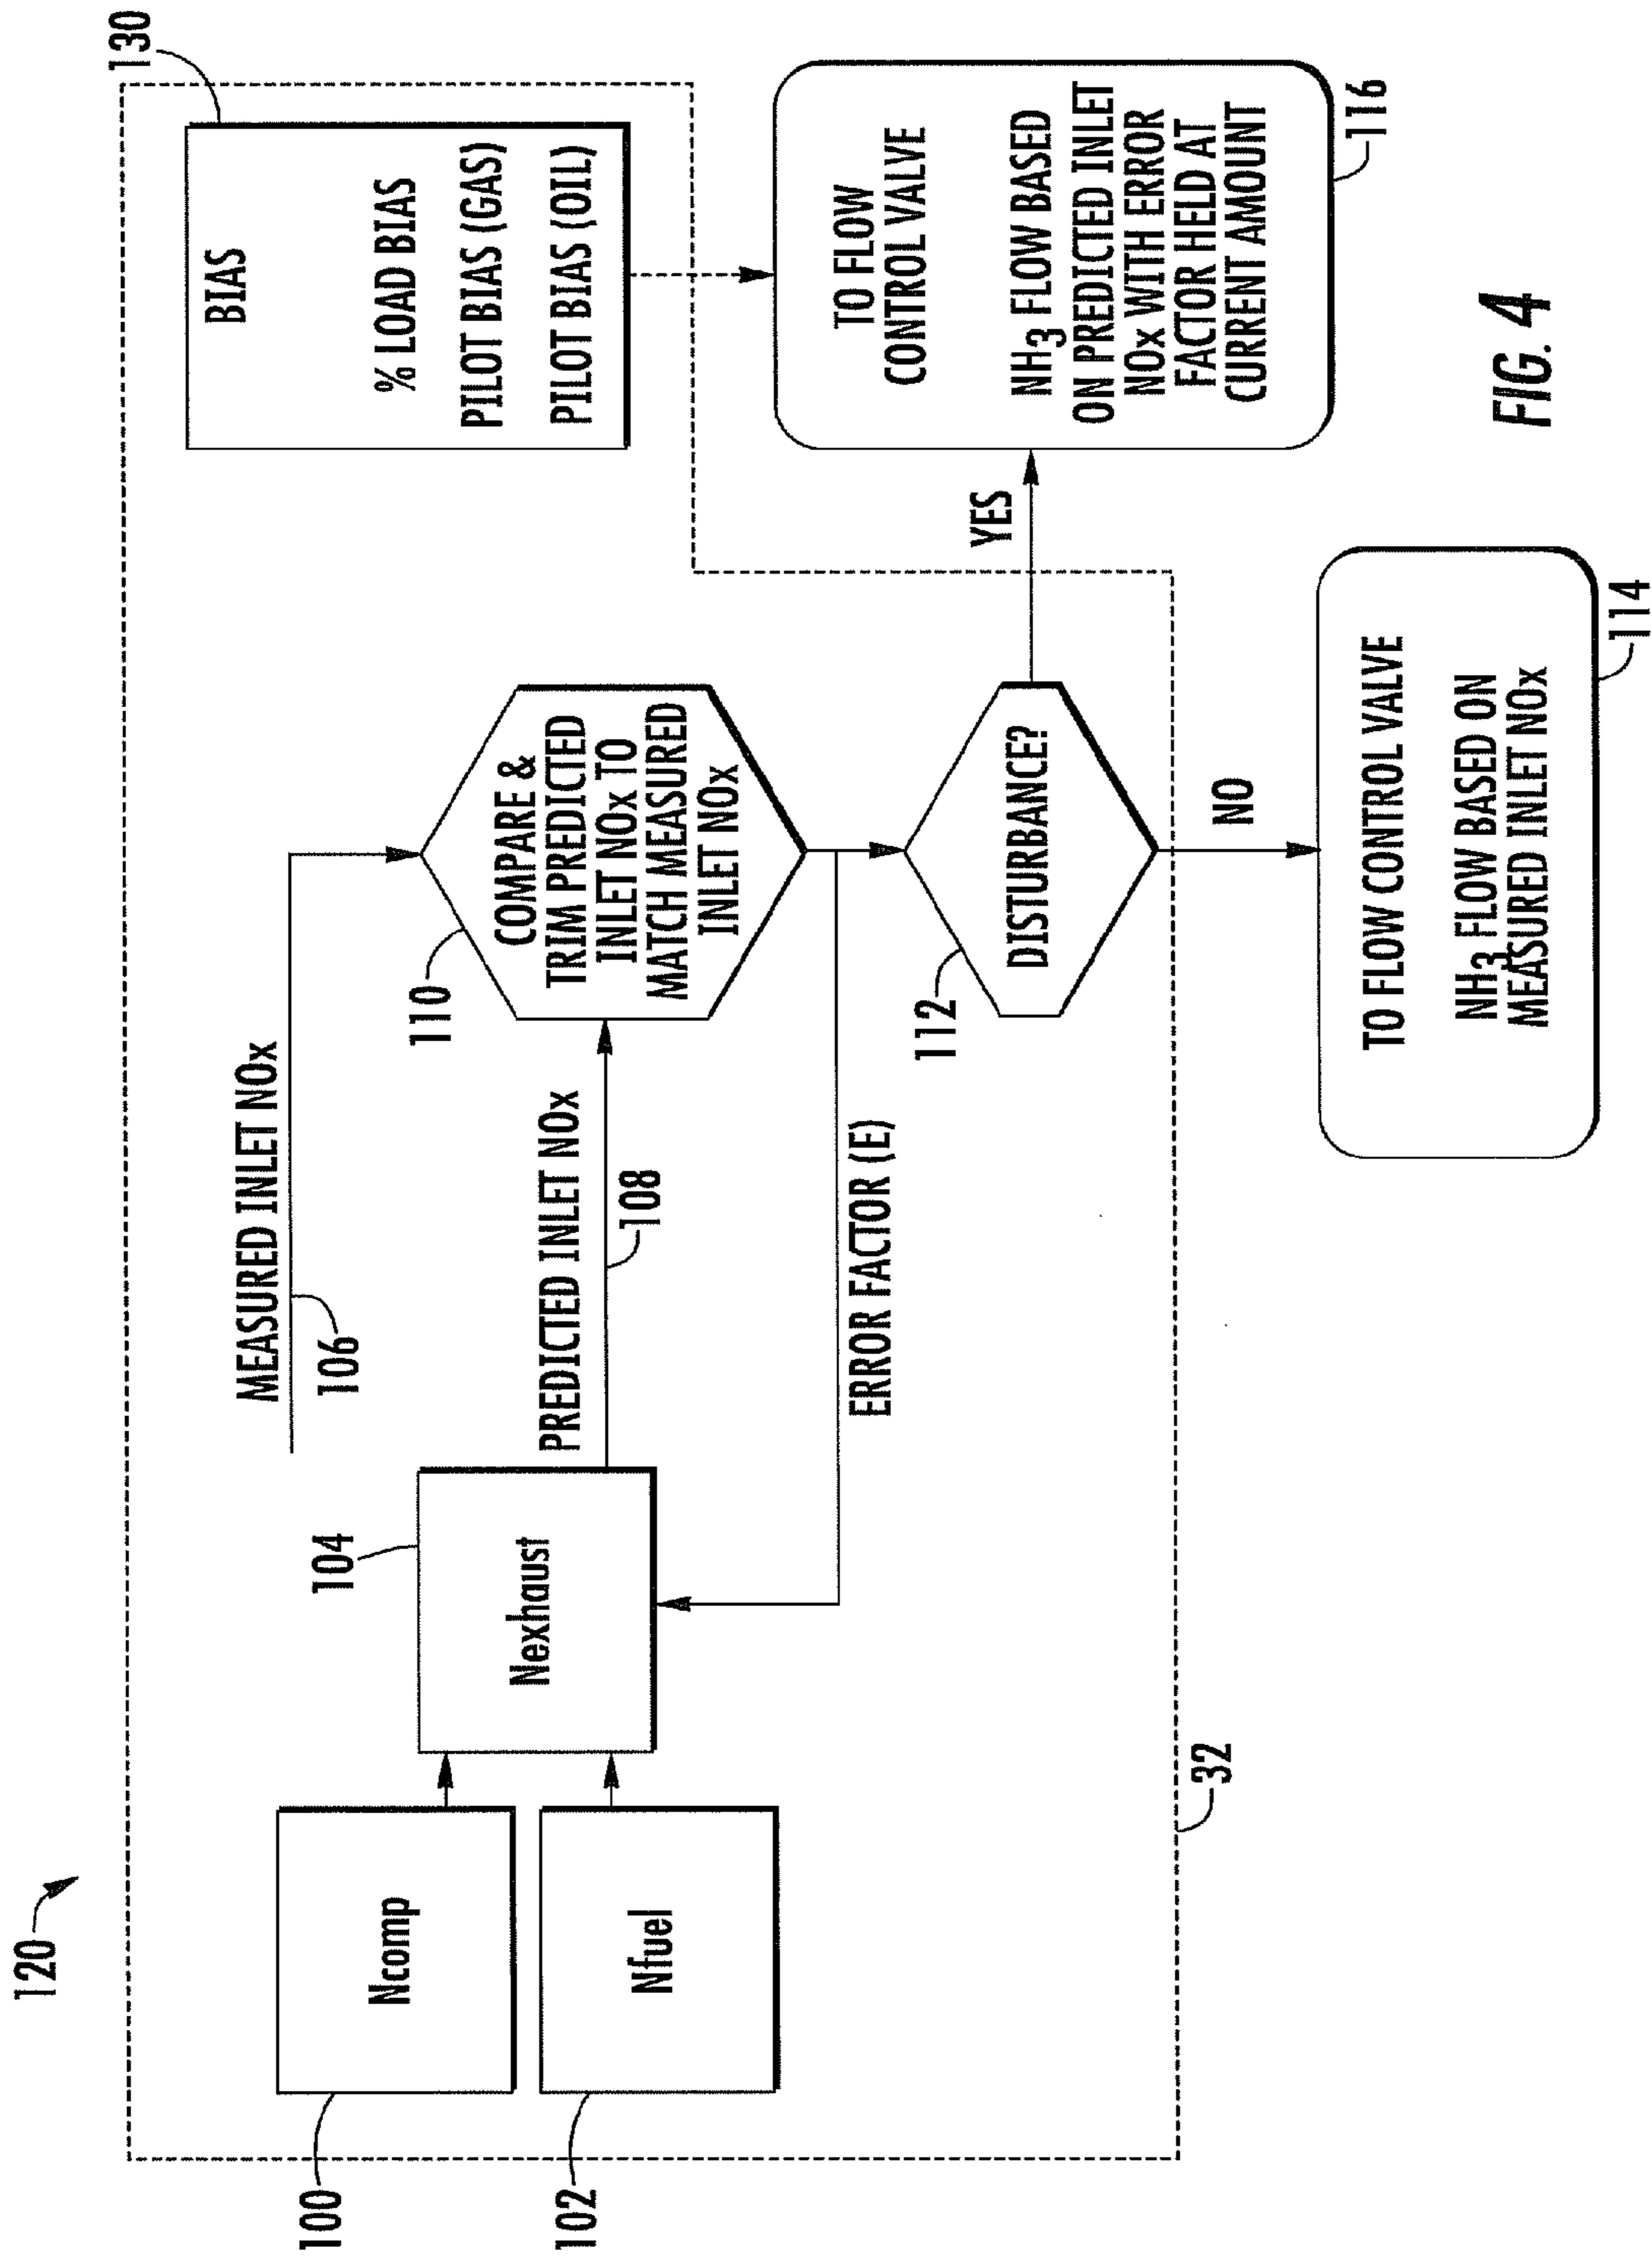 120
130
BIAS
% LOAD BIAS
PILOT BIAS (GAS)
PILOT BIAS (OIL)
MEASURED INLET NOx
106
100
Ncomp
102
Nfuel
104
Nexhaust
PREDICTED INLET NOx
108
110
COMPARE &
TRIM PREDICTED
INLET NOx TO
MATCH MEASURED
INLET NOx
ERROR FACTOR (E)
112
DISTURBANCE?
YES
TO FLOW
CONTROL VALVE
NH3 FLOW BASED
ON PREDICTED INLET
NOx WITH ERROR
FACTOR HELD AT
CURRENT AMOUNT
116
NO
32
TO FLOW CONTROL VALVE
NH3 FLOW BASED ON
MEASURED INLET NOx
114
FIG. 4